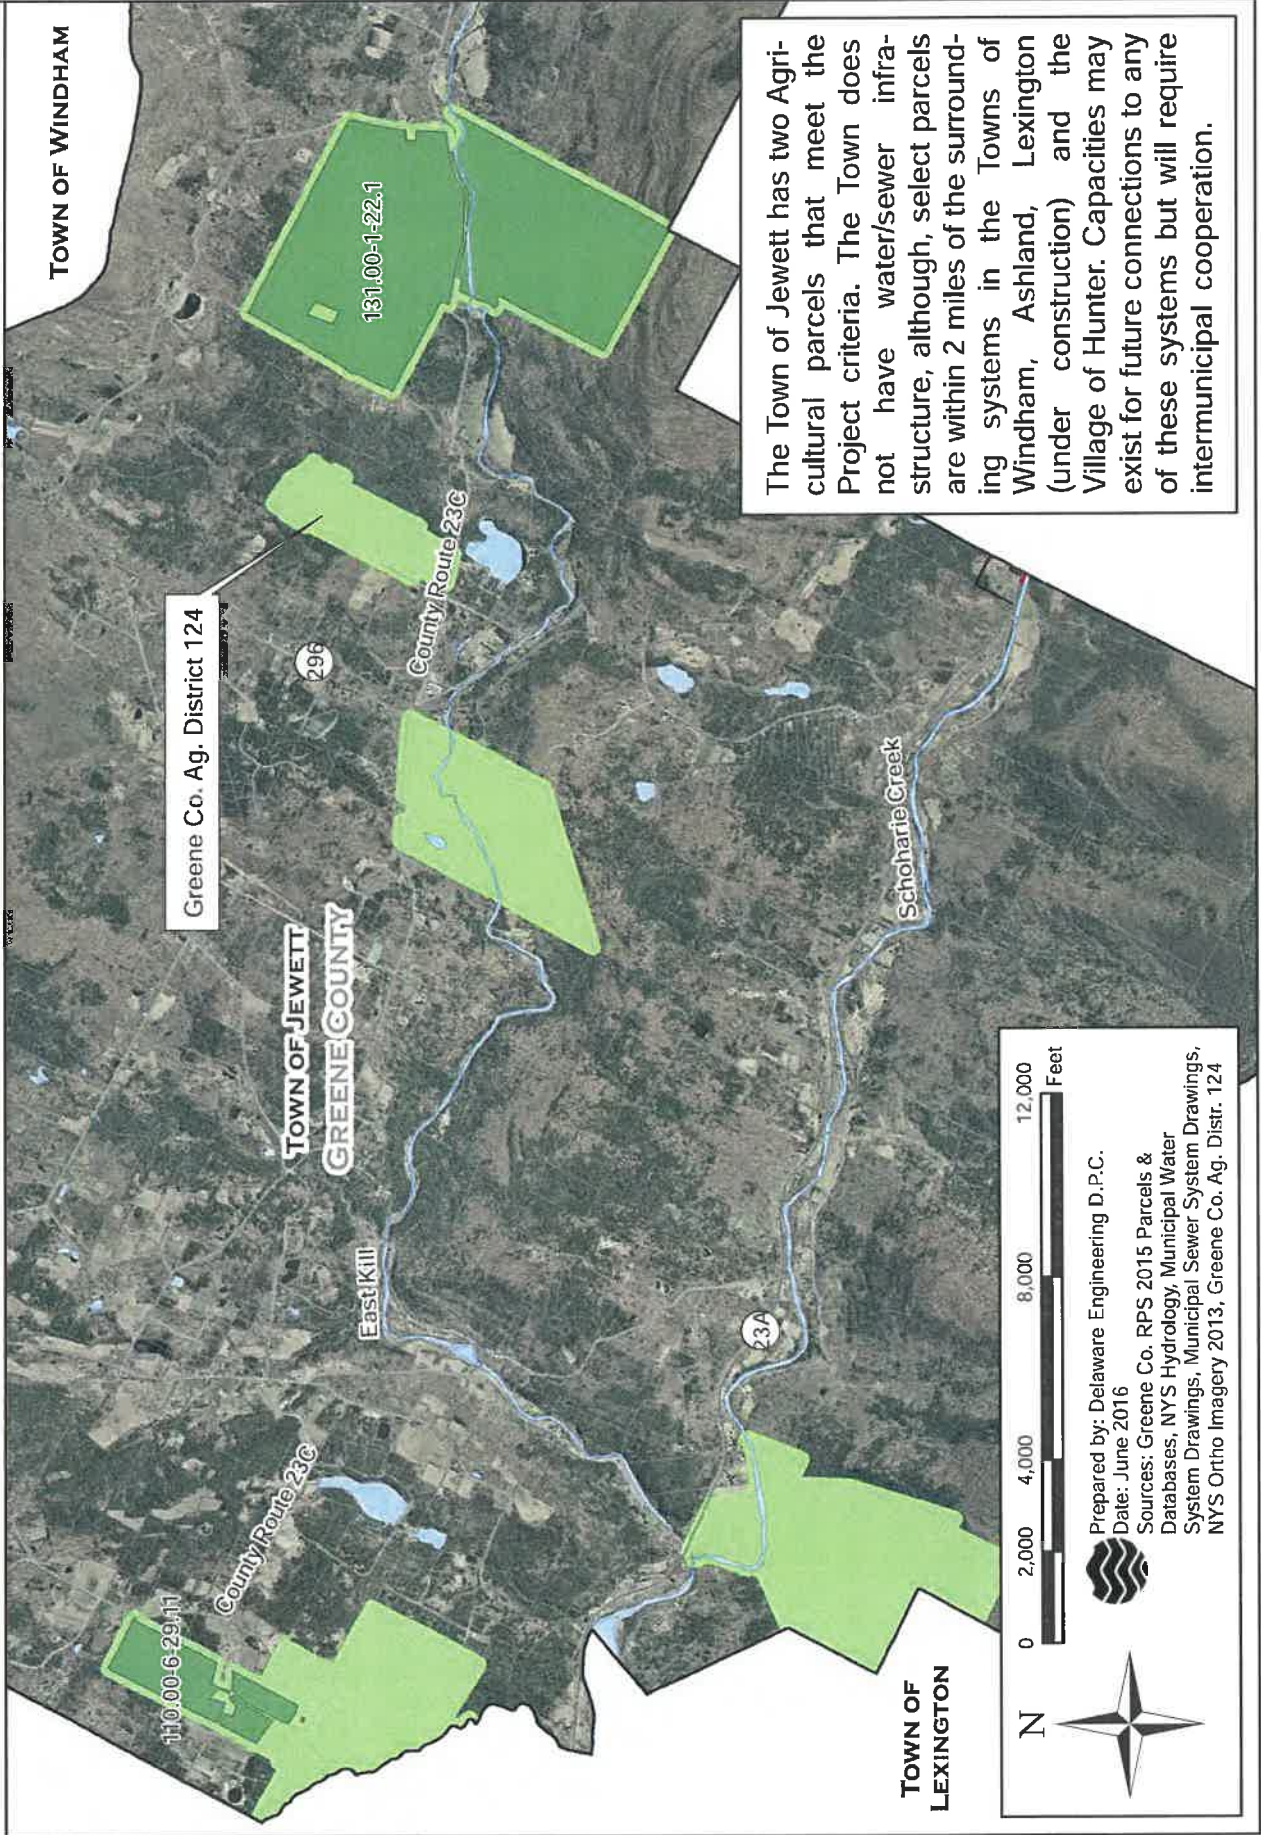 TOWN OF WINDHAM
Greene Co. Ag. District 124
131.00-1-22.1
296
County Route 23C
TOWN OF JEWETT
GREENE COUNTY
East Kill
110.00-6-29.11
County Route 23C
Schoharie Creek
23A
TOWN OF
LEXINGTON
The Town of Jewett has two Agri-
cultural parcels that meet the
Project criteria. The Town does
not have water/sewer infra-
structure, although, select parcels
are within 2 miles of the surround-
ing systems in the Towns of
Windham, Ashland, Lexington
(under construction) and the
Village of Hunter. Capacities may
exist for future connections to any
of these systems but will require
intermunicipal cooperation.
N
0 2,000 4,000 8,000 12,000
Feet
Prepared by: Delaware Engineering D.P.C.
Date: June 2016
Sources: Greene Co. RPS 2015 Parcels &
Databases, NYS Hydrology, Municipal Water
System Drawings, Municipal Sewer System Drawings,
NYS Ortho Imagery 2013, Greene Co. Ag. Distr. 124